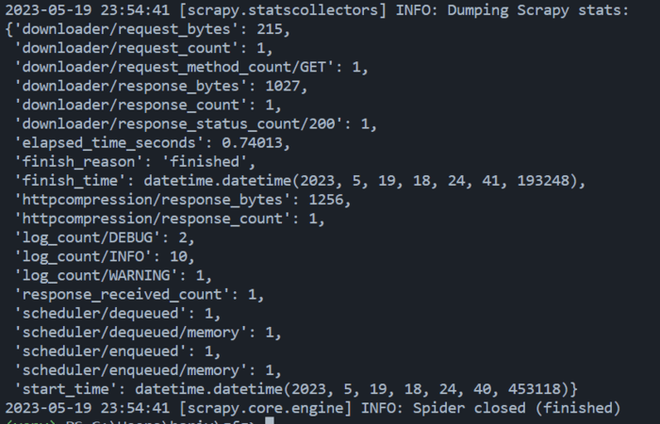 2023-05-19 23:54:41 [scrapy.statscollectors] INFO: Dumping Scrapy stats:
{'downloader/request_bytes': 215,
 'downloader/request_count': 1,
 'downloader/request_method_count/GET': 1,
 'downloader/response_bytes': 1027,
 'downloader/response_count': 1,
 'downloader/response_status_count/200': 1,
 'elapsed_time_seconds': 0.74013,
 'finish_reason': 'finished',
 'finish_time': datetime.datetime(2023, 5, 19, 18, 24, 41, 193248),
 'httpcompression/response_bytes': 1256,
 'httpcompression/response_count': 1,
 'log_count/DEBUG': 2,
 'log_count/INFO': 10,
 'log_count/WARNING': 1,
 'response_received_count': 1,
 'scheduler/dequeued': 1,
 'scheduler/dequeued/memory': 1,
 'scheduler/enqueued': 1,
 'scheduler/enqueued/memory': 1,
 'start_time': datetime.datetime(2023, 5, 19, 18, 24, 40, 453118)}
2023-05-19 23:54:41 [scrapy.core.engine] INFO: Spider closed (finished)